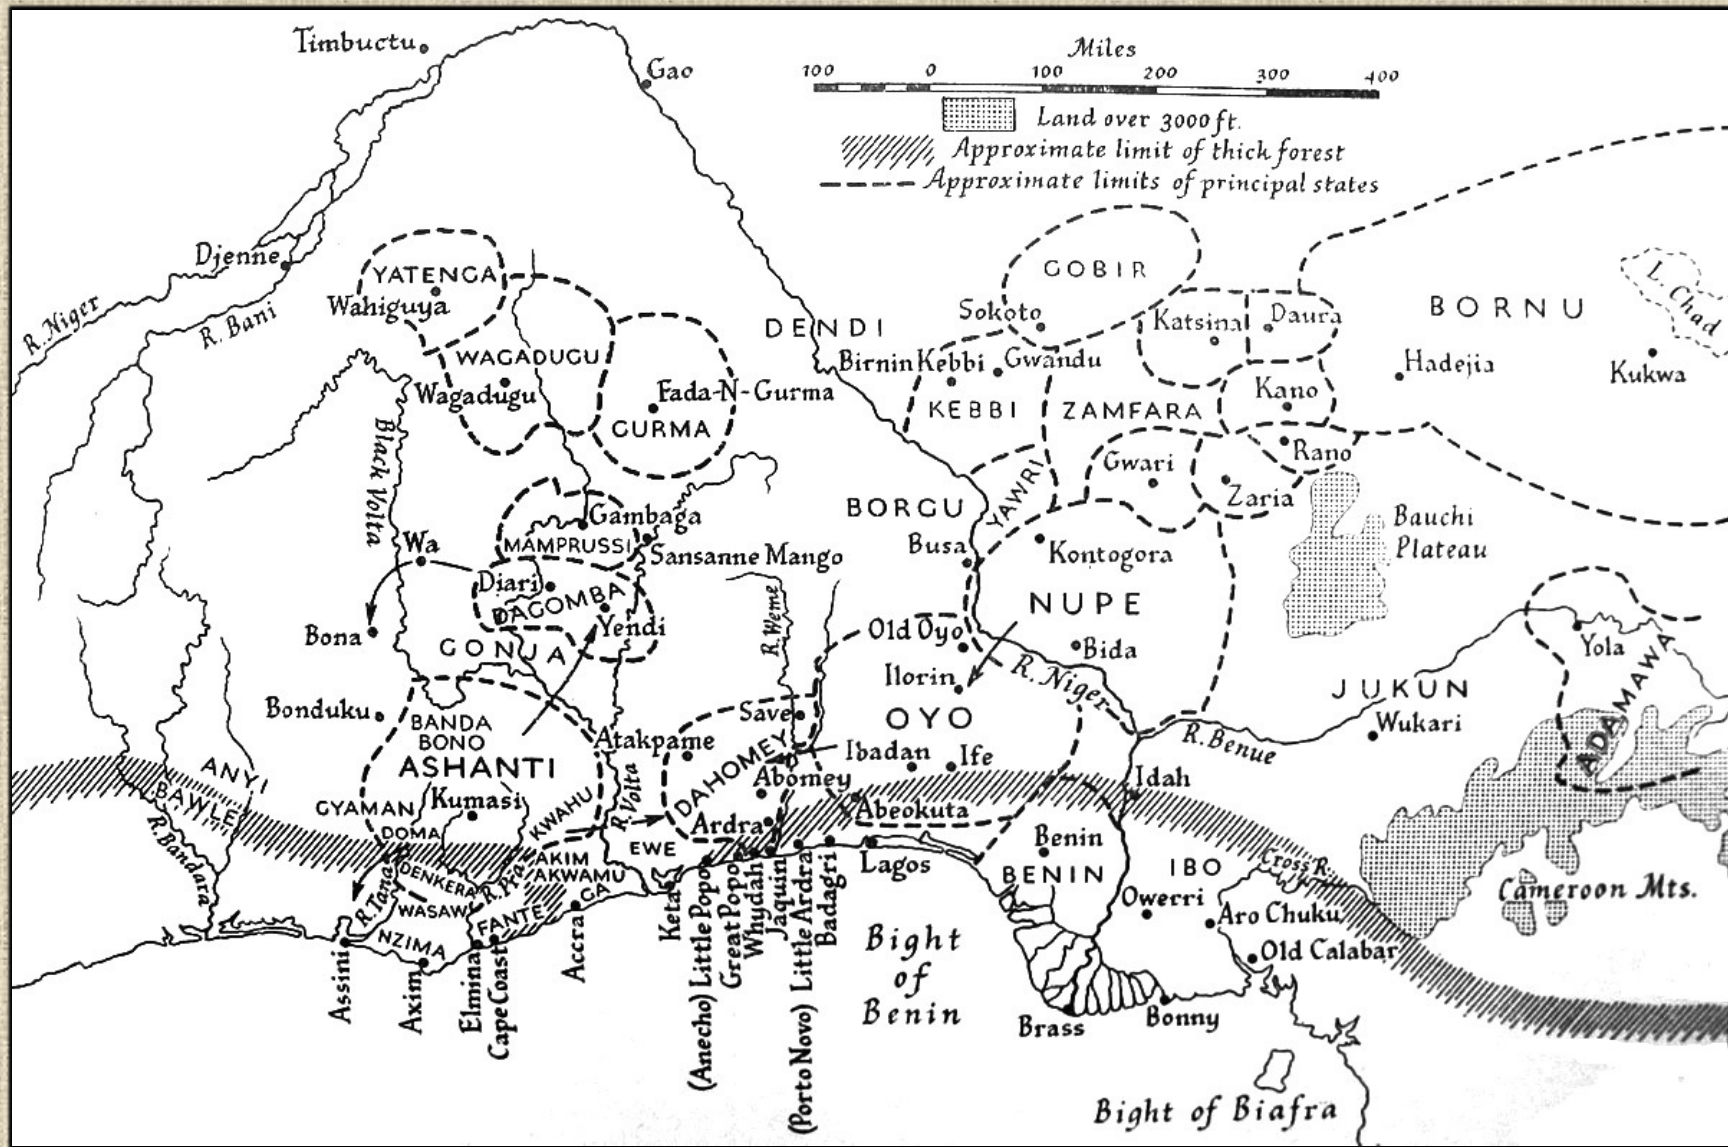 Timbuctu
Gao
Miles
100 0 100 200 300 400
Land over 3000 ft.
Approximate limit of thick forest
Approximate limits of principal states
Djenne
R. Niger
R. Bani
YATENGA
Wahiguya
WAGADUGU
Wagadugu
Fada-N-Gurma
GURMA
DENDI
GOBIR
Sokoto
Katsina
Daura
BORNU
L. Chad
Birnin Kebbi
Gwandu
Hadejia
Kukwa
KEBBI
ZAMFARA
Kano
Rano
Gwari
Zaria
YAWRI
Black Volta
BORGU
Busa
Kontogora
Bauchi
Plateau
Gambaga
MAMPRUSSI
Sansanne Mango
Wa
Diari
DAGOMBA
Yendi
Bona
GONJA
R. Weme
NUPE
Old Oyo
Bida
Ilorin
R. Niger
OYO
Yola
ADAMAWA
JUKUN
Wukari
R. Benue
Bonduku
BANDA
BONO
ASHANTI
Kumasi
Atakpame
Save
DAHOMEY
Abomey
Ibadan
Ife
Idah
Abeokuta
ANYI
BAWLE
GYAMAN
DOMA
KWAHU
R. Volta
Ardra
EWE
Lagos
Benin
BENIN
IBO
Cross R.
Cameroon Mts.
R. Bandara
R. Tano
DENKERA
R. Pra
AKIM
AKWAMU
GA
WASAW
FANTE
NZIMA
Owerri
Aro Chuku
Old Calabar
Assini
Axim
Elmina
Cape Coast
Accra
Keta
(Anecho) Little Popo
Great Popo
Whydah
Jaquin
(Porto Novo) Little Ardra
Badagri
Bight
of
Benin
Brass
Bonny
Bight of Biafra